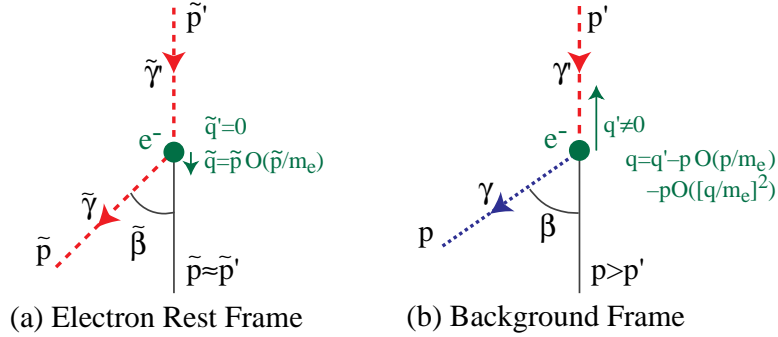 p̃'
γ̃'
e⁻
q̃'=0
q̃=p̃ O(p̃/mₑ)
γ̃
β̃
p̃
p̃≈p̃'
(a) Electron Rest Frame
p'
γ'
e⁻
q'≠0
q=q'–p O(p/mₑ)
–pO([q/mₑ]²)
γ
β
p
p>p'
(b) Background Frame